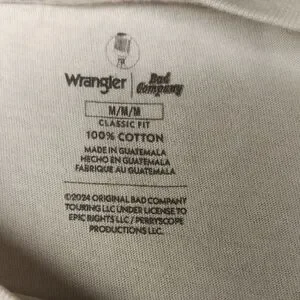 Wrangler | Bad Company
M/M/M
CLASSIC FIT
100% COTTON
MADE IN GUATEMALA
HECHO EN GUATEMALA
FABRIQUÉ AU GUATEMALA
©2024 ORIGINAL BAD COMPANY
TOURING LLC UNDER LICENSE TO
EPIC RIGHTS LLC / PERRYSCOPE
PRODUCTIONS LLC.